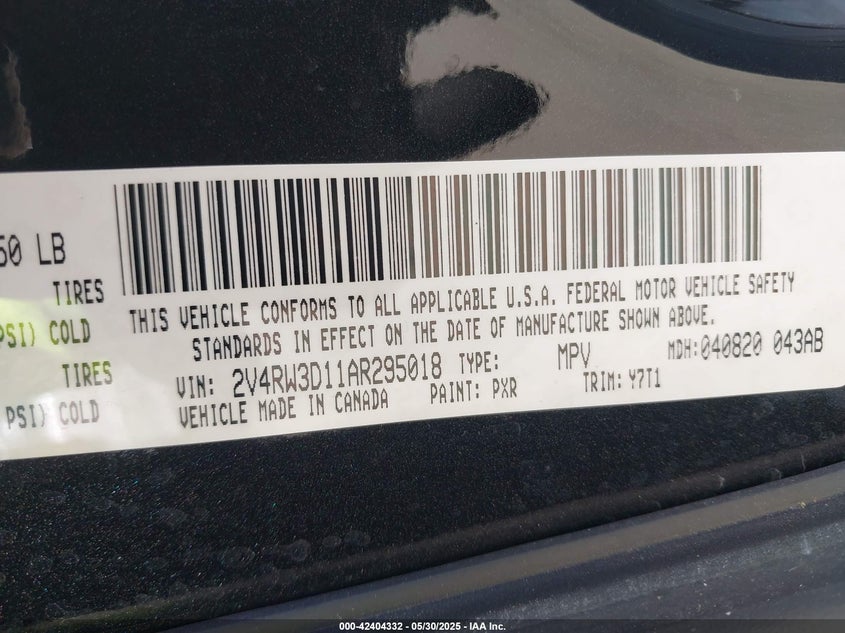 50 LB
TIRES
PSI) COLD
TIRES
PSI) COLD
THIS VEHICLE CONFORMS TO ALL APPLICABLE U.S.A. FEDERAL MOTOR VEHICLE SAFETY
STANDARDS IN EFFECT ON THE DATE OF MANUFACTURE SHOWN ABOVE.
VIN: 2V4RW3D11AR295018 TYPE: MPV MDH:040820 043AB
VEHICLE MADE IN CANADA PAINT: PXR TRIM: Y7T1
000-42404332 — 05/30/2025 - IAA Inc.